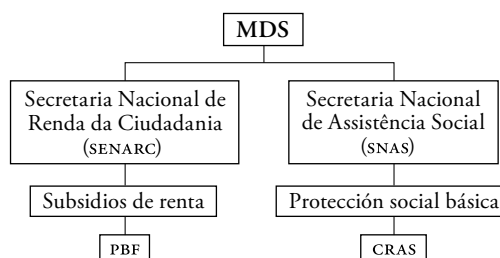 MDS
Secretaria Nacional de
Renda da Ciudadania
(SENARC)
Secretaria Nacional
de Assistência Social
(SNAS)
Subsidios de renta
Protección social básica
PBF
CRAS